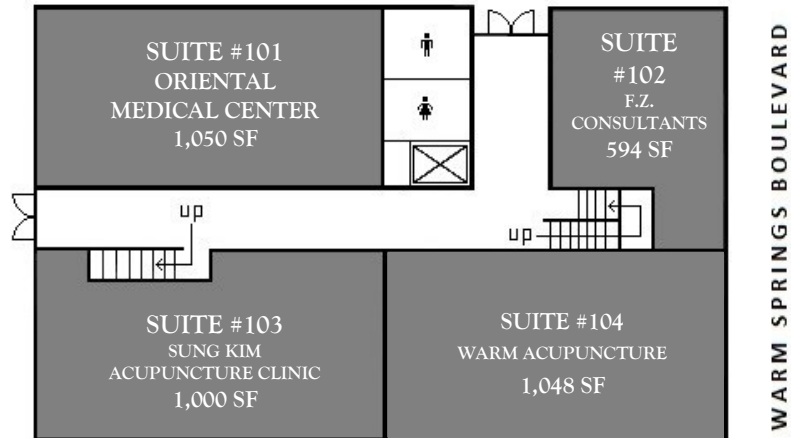 SUITE #101
ORIENTAL
MEDICAL CENTER
1,050 SF
SUITE
#102
F.Z.
CONSULTANTS
594 SF
up
up
SUITE #103
SUNG KIM
ACUPUNCTURE CLINIC
1,000 SF
SUITE #104
WARM ACUPUNCTURE
1,048 SF
WARM SPRINGS BOULEVARD